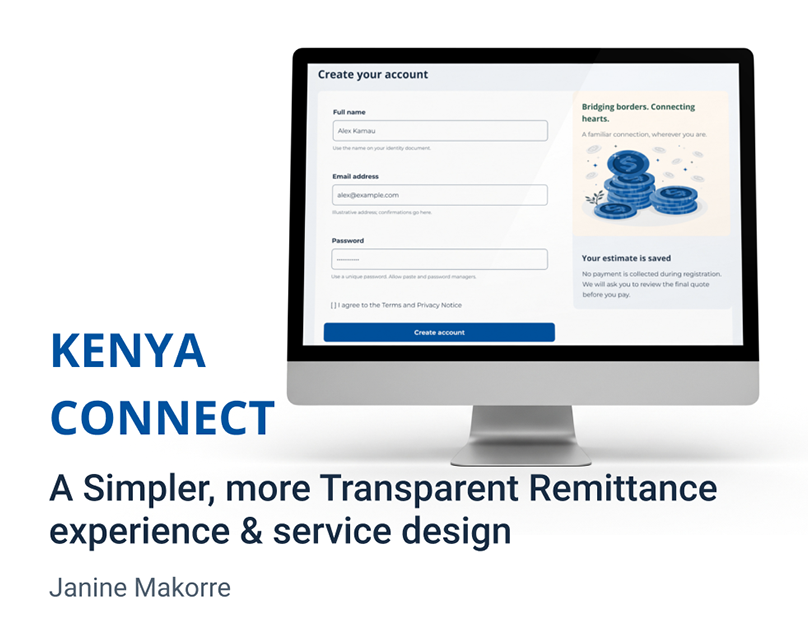 Create your account
Full name
Alex Kamau
Use the name on your identity document.
Email address
alex@example.com
Illustrative address; confirmations go here.
Password
Use a unique password. Allow paste and password managers.
[ ] I agree to the Terms and Privacy Notice
Create account
Bridging borders. Connecting
hearts.
A familiar connection, wherever you are.
Your estimate is saved
No payment is collected during registration.
We will ask you to review the final quote
before you pay.
KENYA
CONNECT
A Simpler, more Transparent Remittance
experience & service design
Janine Makorre